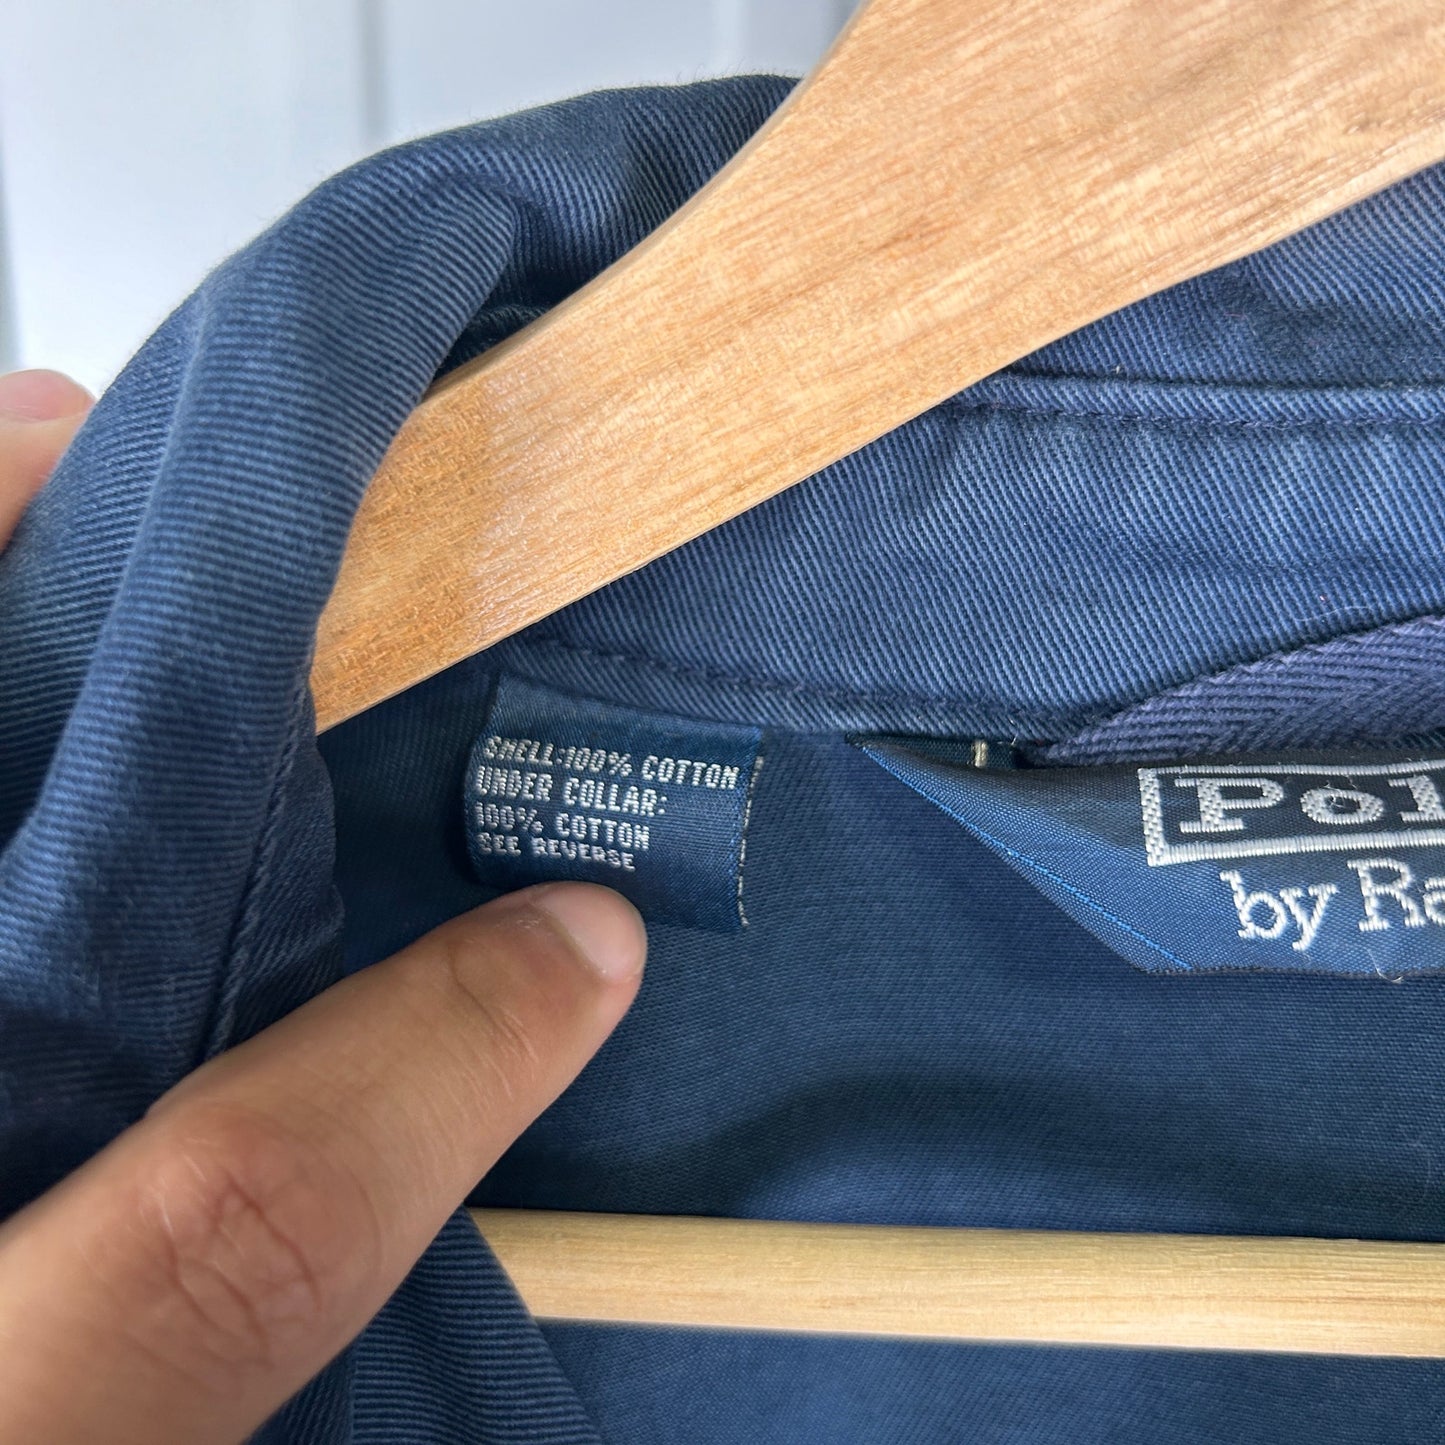 SHELL:100% COTTON
UNDER COLLAR:
100% COTTON
SEE REVERSE
Pol
by Ra